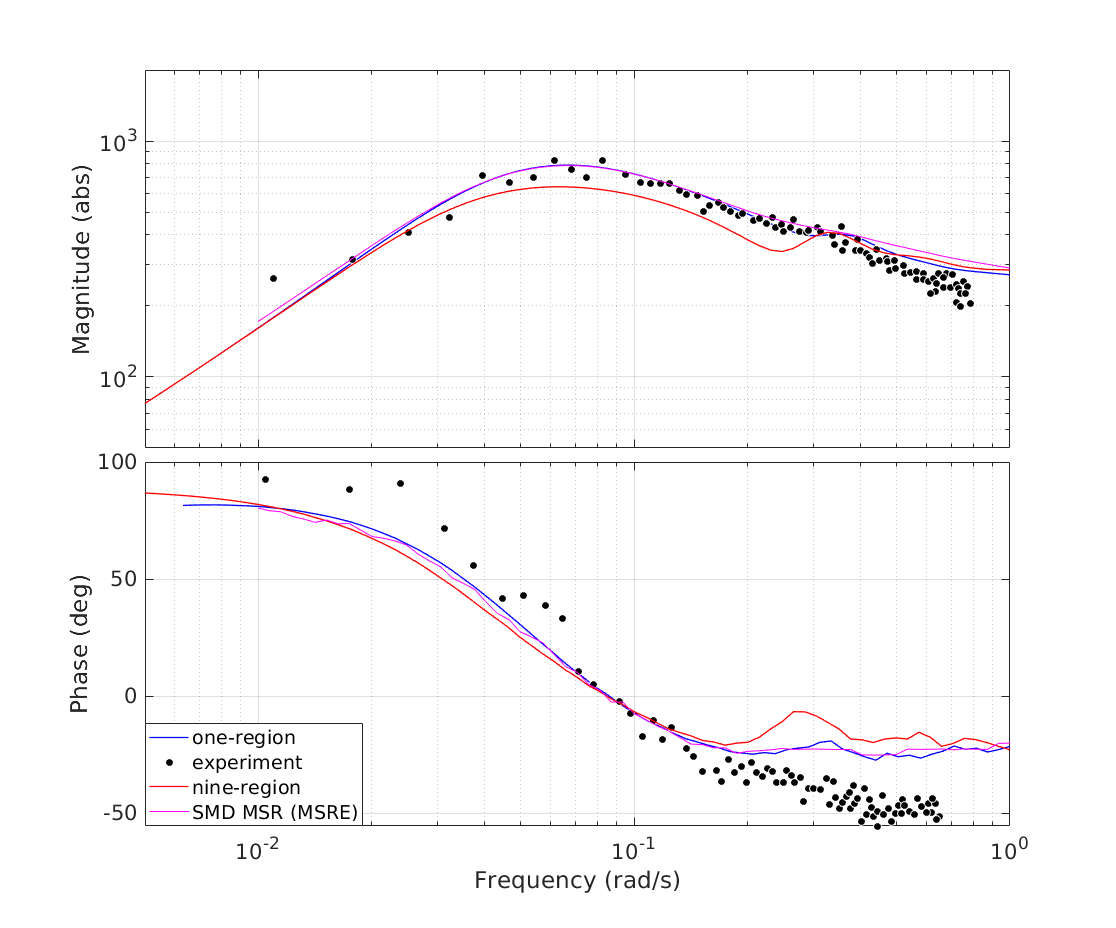 10^3
10^2
Magnitude (abs)
100
50
0
-50
Phase (deg)
one-region
experiment
nine-region
SMD MSR (MSRE)
10^-2
10^-1
10^0
Frequency (rad/s)